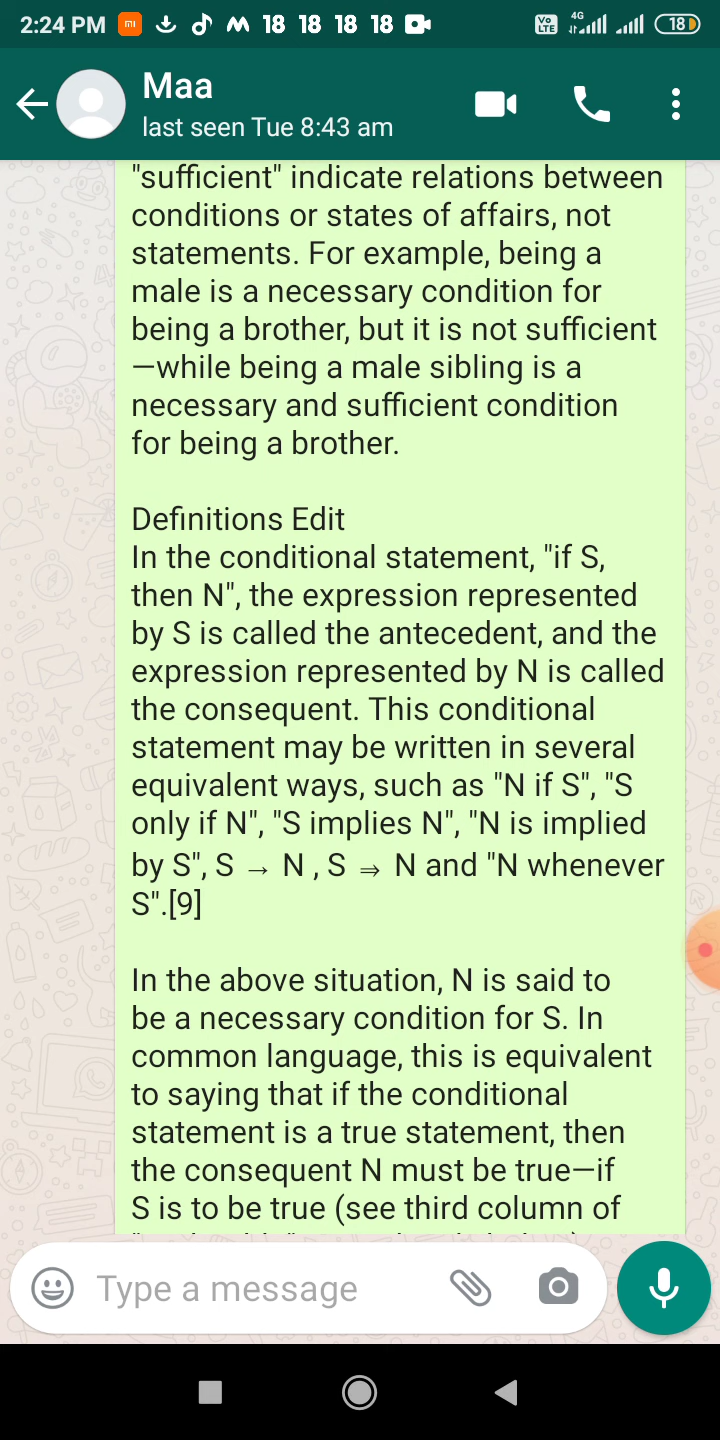 2:24 PM mi 18 18 18 18 Vo LTE 4G 18
Maa
last seen Tue 8:43 am
"sufficient" indicate relations between
conditions or states of affairs, not
statements. For example, being a
male is a necessary condition for
being a brother, but it is not sufficient
—while being a male sibling is a
necessary and sufficient condition
for being a brother.
Definitions Edit
In the conditional statement, "if S,
then N", the expression represented
by S is called the antecedent, and the
expression represented by N is called
the consequent. This conditional
statement may be written in several
equivalent ways, such as "N if S", "S
only if N", "S implies N", "N is implied
by S", S → N , S ⇒ N and "N whenever
S".[9]
In the above situation, N is said to
be a necessary condition for S. In
common language, this is equivalent
to saying that if the conditional
statement is a true statement, then
the consequent N must be true—if
S is to be true (see third column of
Type a message